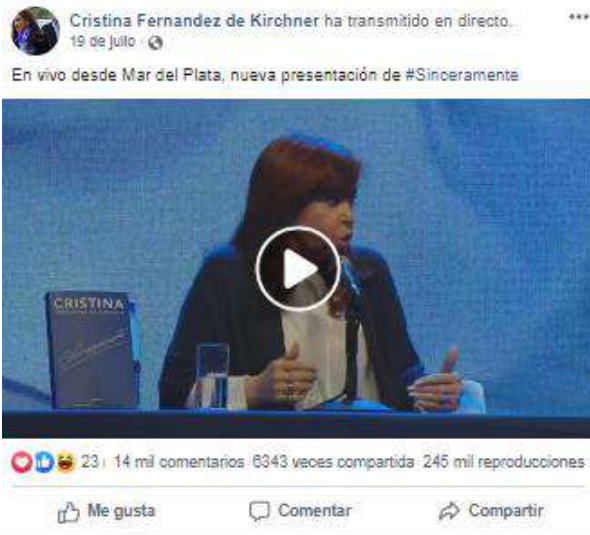 Cristina Fernandez de Kirchner ha transmitido en directo.
19 de julio ·
En vivo desde Mar del Plata, nueva presentación de #Sinceramente
CRISTINA
23 14 mil comentarios 6343 veces compartida 245 mil reproducciones
Me gusta Comentar Compartir